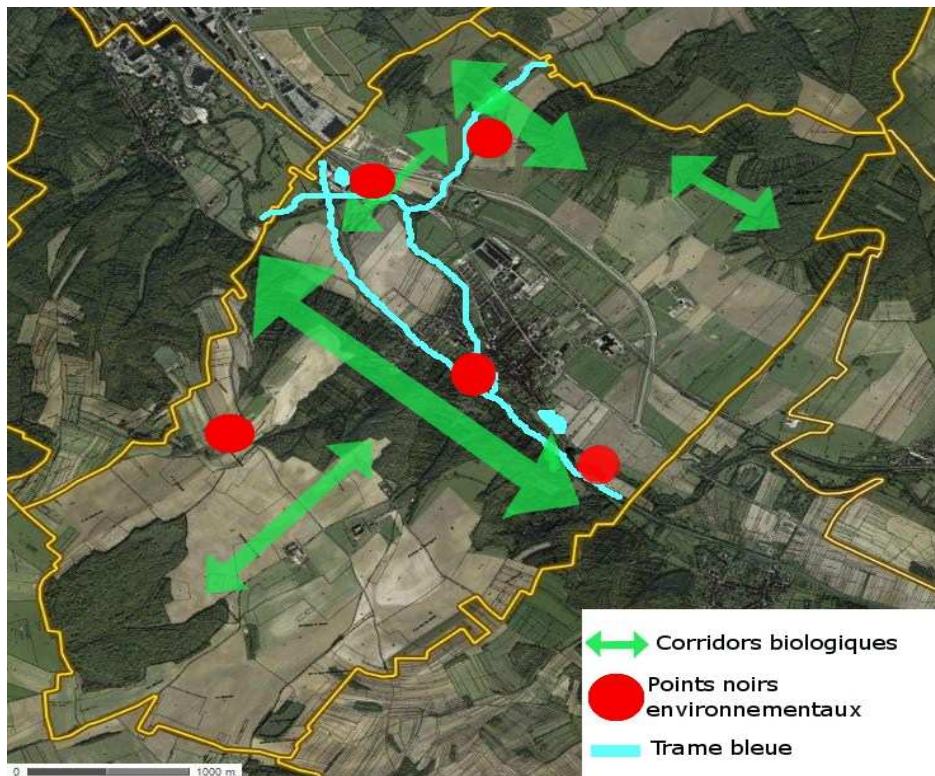 Corridors biologiques
Points noirs
environnementaux
Trame bleue
0 1000 m